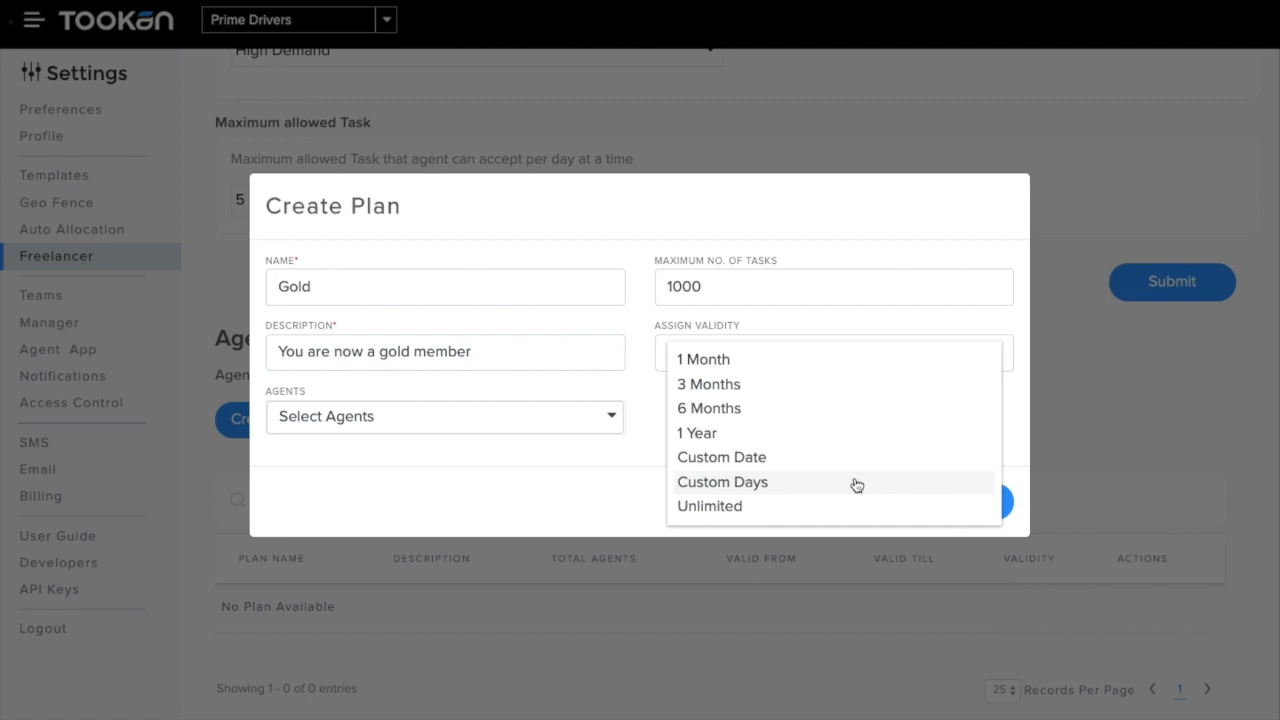 TOOKAN
Prime Drivers
High Demand
Settings
Preferences
Profile
Templates
Geo Fence
Auto Allocation
Freelancer
Teams
Manager
Agent App
Notifications
Access Control
SMS
Email
Billing
User Guide
Developers
API Keys
Logout
Maximum allowed Task
Maximum allowed Task that agent can accept per day at a time
5
Submit
Create Plan
NAME*
Gold
MAXIMUM NO. OF TASKS
1000
DESCRIPTION*
You are now a gold member
ASSIGN VALIDITY
1 Month
3 Months
6 Months
1 Year
Custom Date
Custom Days
Unlimited
AGENTS
Select Agents
PLAN NAME DESCRIPTION TOTAL AGENTS VALID FROM VALID TILL VALIDITY ACTIONS
No Plan Available
Showing 1 - 0 of 0 entries
25 Records Per Page 1